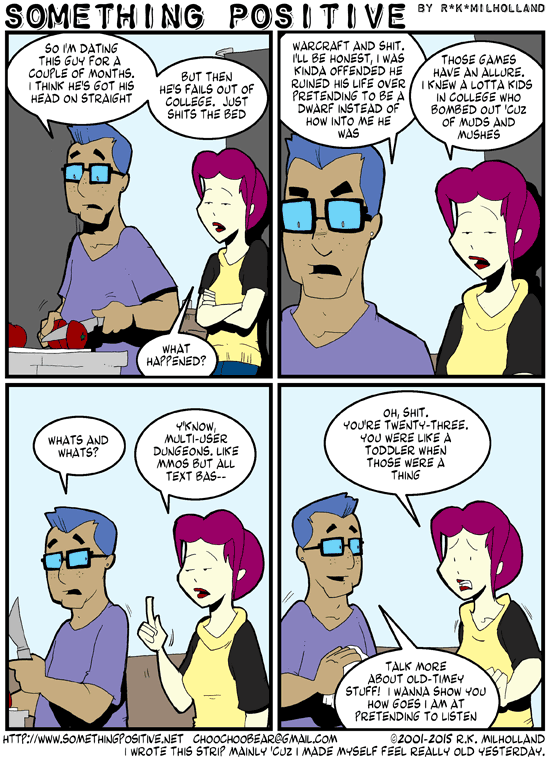 SOMETHING POSITIVE BY R*K*MILHOLLAND
SO I'M DATING
THIS GUY FOR A
COUPLE OF MONTHS.
I THINK HE'S GOT HIS
HEAD ON STRAIGHT
BUT THEN
HE'S FAILS OUT OF
COLLEGE. JUST
SHITS THE BED
WHAT
HAPPENED?
WARCRAFT AND SHIT.
I'LL BE HONEST, I WAS
KINDA OFFENDED HE
RUINED HIS LIFE OVER
PRETENDING TO BE A
DWARF INSTEAD OF
HOW INTO ME HE
WAS
THOSE GAMES
HAVE AN ALLURE.
I KNEW A LOTTA KIDS
IN COLLEGE WHO
BOMBED OUT 'CUZ
OF MUDS AND
MUSHES
WHATS AND
WHATS?
Y'KNOW,
MULTI-USER
DUNGEONS. LIKE
MMOS BUT ALL
TEXT BAS--
OH, SHIT.
YOU'RE TWENTY-THREE.
YOU WERE LIKE A
TODDLER WHEN
THOSE WERE A
THING
TALK MORE
ABOUT OLD-TIMEY
STUFF! I WANNA SHOW YOU
HOW GOES I AM AT
PRETENDING TO LISTEN
HTTP://WWW.SOMETHINGPOSITIVE.NET CHOOCHOOBEAR@GMAIL.COM ©2001-2015 R.K. MILHOLLAND
I WROTE THIS STRIP MAINLY 'CUZ I MADE MYSELF FEEL REALLY OLD YESTERDAY.